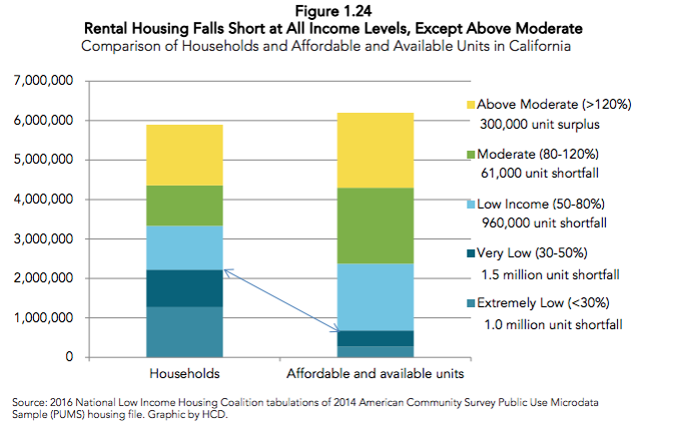 Figure 1.24
Rental Housing Falls Short at All Income Levels, Except Above Moderate
Comparison of Households and Affordable and Available Units in California
7,000,000
6,000,000
5,000,000
4,000,000
3,000,000
2,000,000
1,000,000
0
Households
Affordable and available units
Above Moderate (>120%)
300,000 unit surplus
Moderate (80-120%)
61,000 unit shortfall
Low Income (50-80%)
960,000 unit shortfall
Very Low (30-50%)
1.5 million unit shortfall
Extremely Low (<30%)
1.0 million unit shortfall
Source: 2016 National Low Income Housing Coalition tabulations of 2014 American Community Survey Public Use Microdata
Sample (PUMS) housing file. Graphic by HCD.